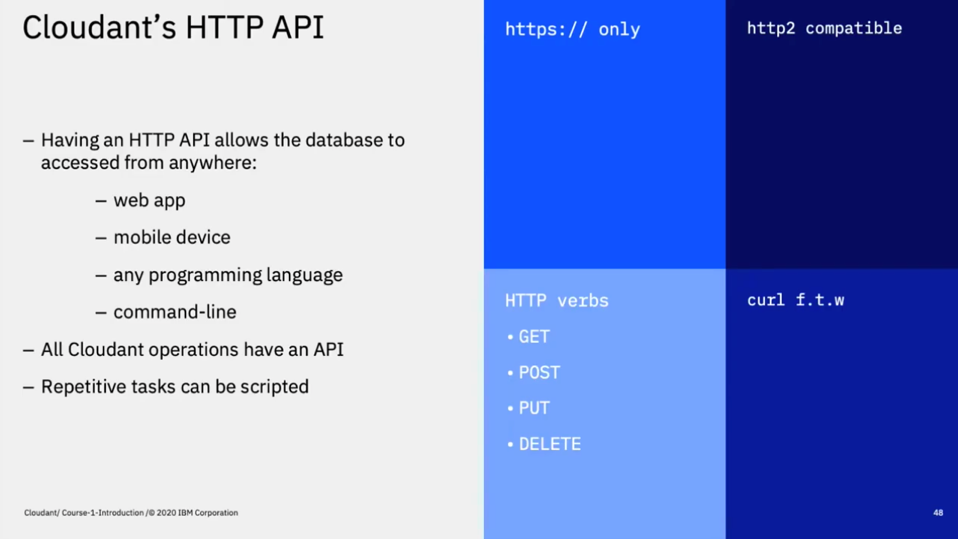 Cloudant's HTTP API
– Having an HTTP API allows the database to
accessed from anywhere:
– web app
– mobile device
– any programming language
– command-line
– All Cloudant operations have an API
– Repetitive tasks can be scripted
https:// only
http2 compatible
HTTP verbs
• GET
• POST
• PUT
• DELETE
curl f.t.w
Cloudant/ Course-1-Introduction /© 2020 IBM Corporation
48